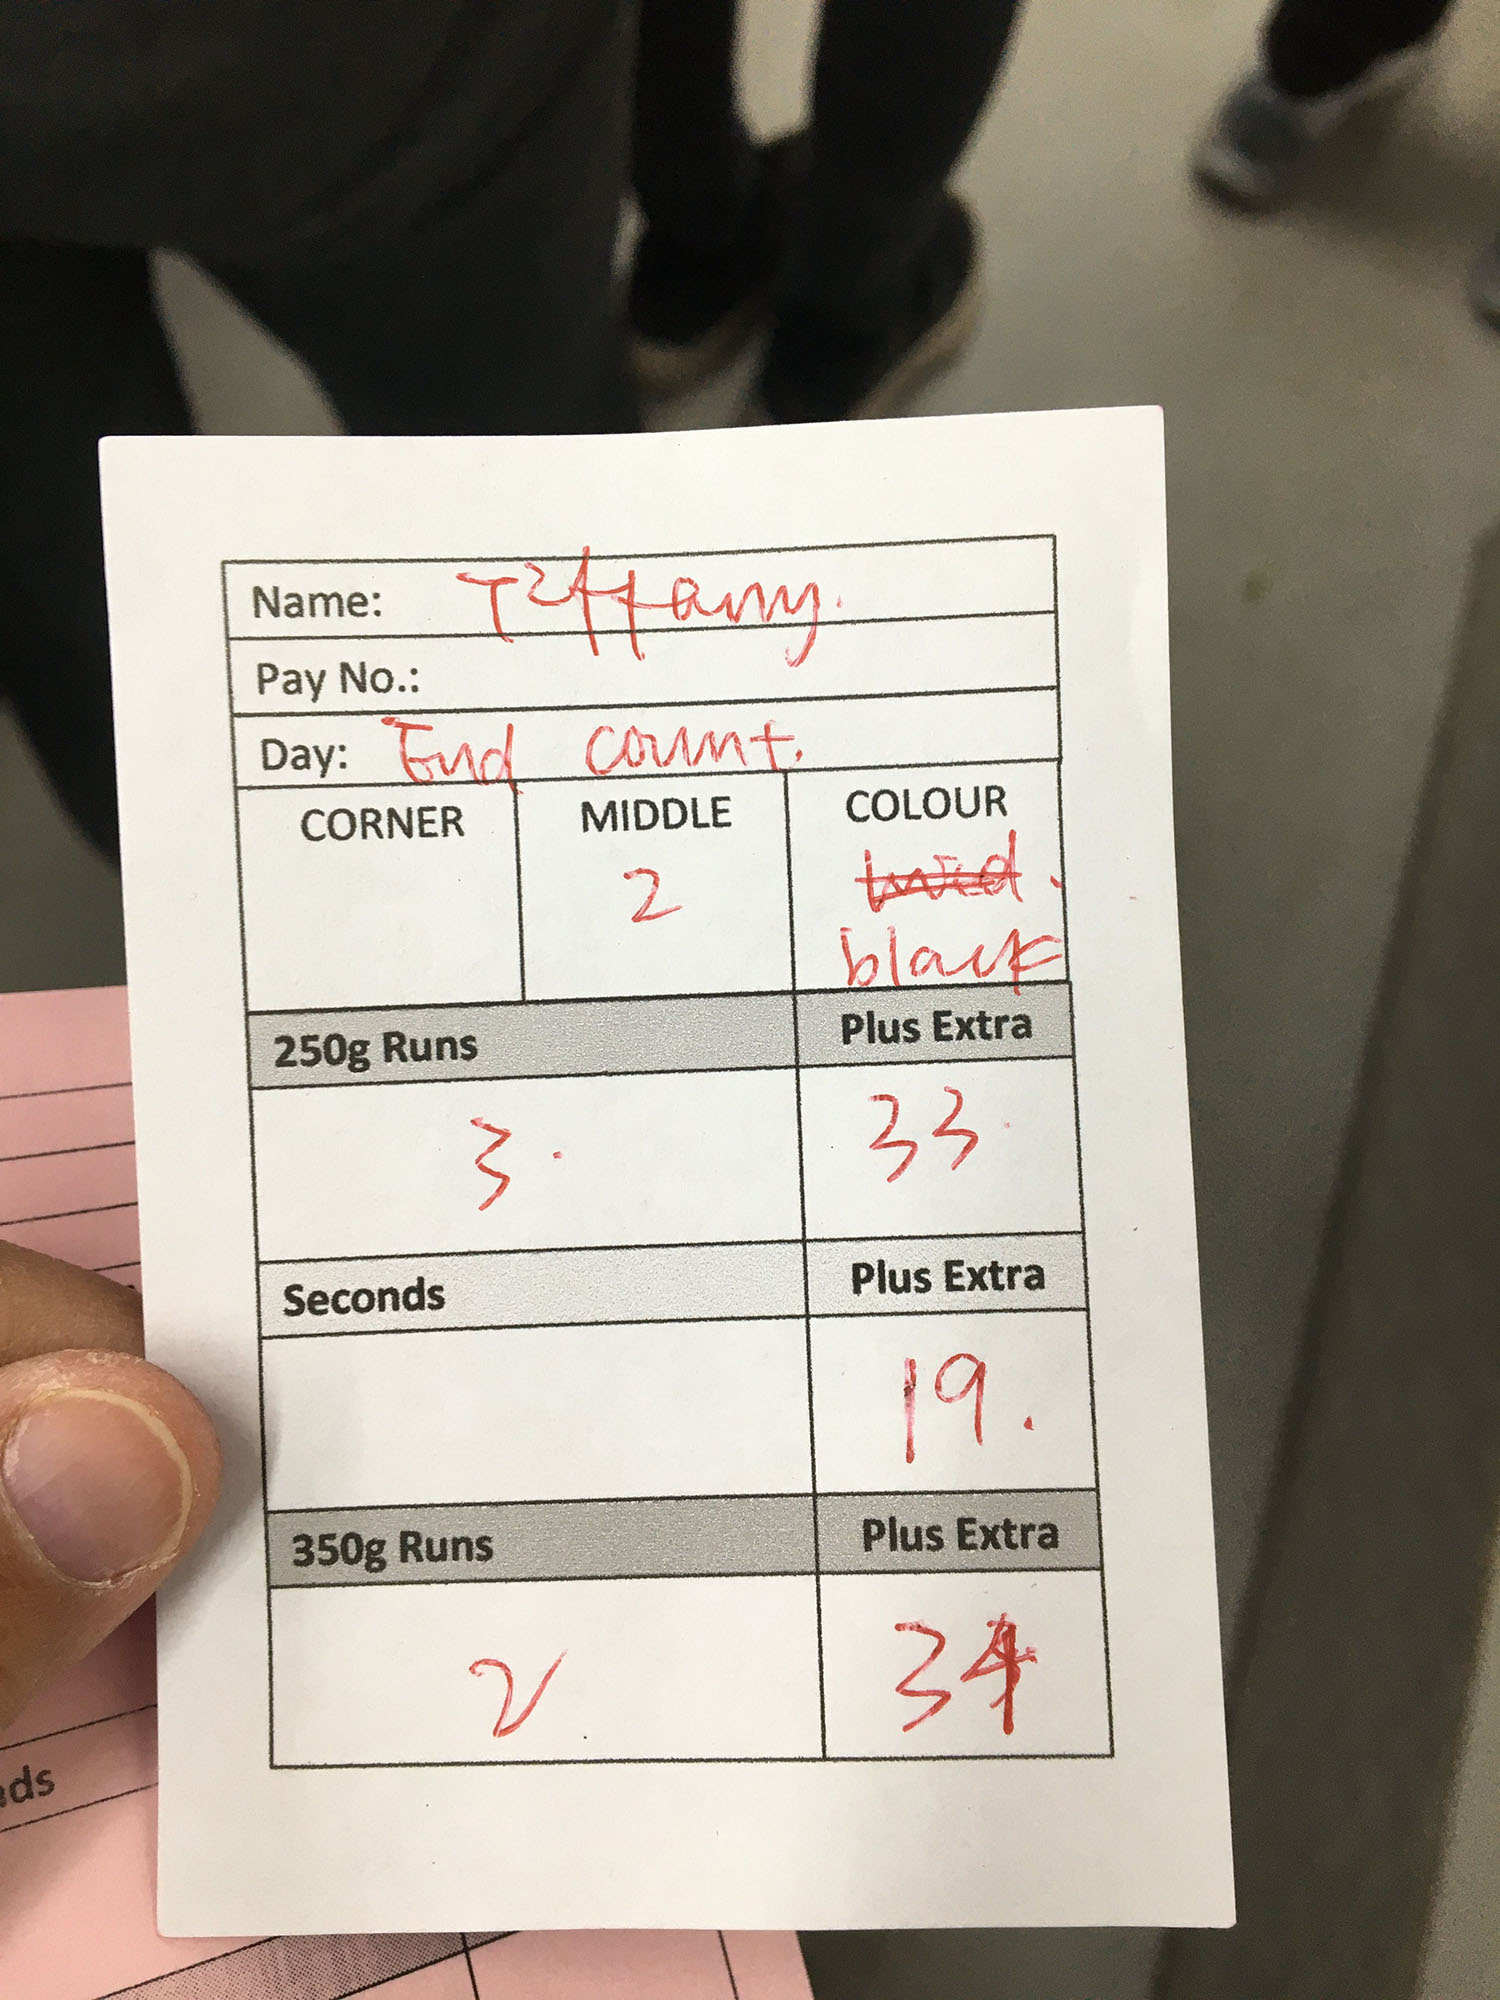 Name: Tiffany.
Pay No.:
Day: End count.
CORNER MIDDLE COLOUR
2
black
250g Runs Plus Extra
3. 33.
Seconds Plus Extra
19.
350g Runs Plus Extra
2 34
nds